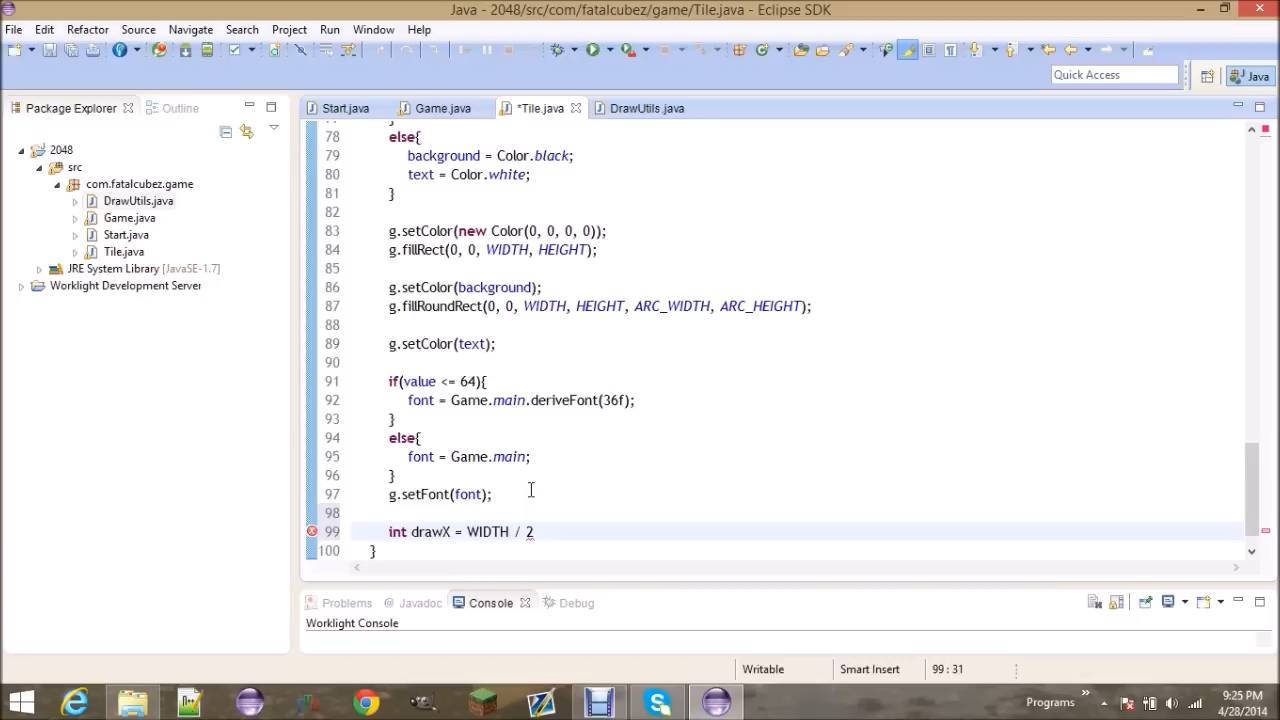 Java - 2048/src/com/fatalcubez/game/Tile.java - Eclipse SDK
File Edit Refactor Source Navigate Search Project Run Window Help
Quick Access
Java
Package Explorer Outline
Start.java Game.java *Tile.java DrawUtils.java
2048
src
com.fatalcubez.game
DrawUtils.java
Game.java
Start.java
Tile.java
JRE System Library [JavaSE-1.7]
Worklight Development Server
78 else{
79 background = Color.black;
80 text = Color.white;
81 }
82
83 g.setColor(new Color(0, 0, 0, 0));
84 g.fillRect(0, 0, WIDTH, HEIGHT);
85
86 g.setColor(background);
87 g.fillRoundRect(0, 0, WIDTH, HEIGHT, ARC_WIDTH, ARC_HEIGHT);
88
89 g.setColor(text);
90
91 if(value <= 64){
92 font = Game.main.deriveFont(36f);
93 }
94 else{
95 font = Game.main;
96 }
97 g.setFont(font);
98
99 int drawX = WIDTH / 2
100 }
Problems @ Javadoc Console Debug
Worklight Console
Writable Smart Insert 99 : 31
Programs
9:25 PM
4/28/2014